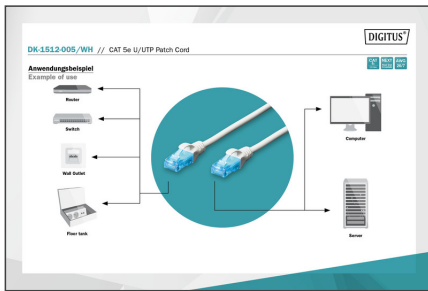 DIGITUS®
DK-1512-005/WH // CAT 5e U/UTP Patch Cord
Anwendungsbeispiel
Example of use
Router
Switch
Wall Outlet
Floor tank
Computer
Server